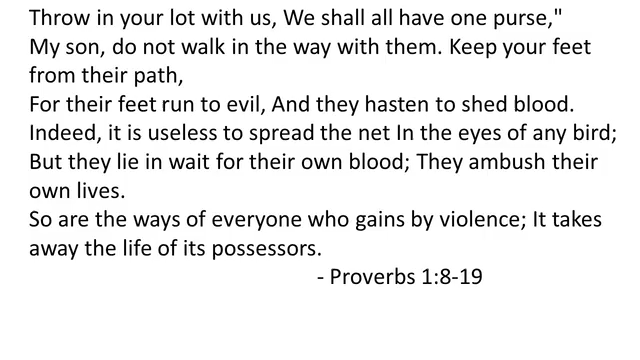 Throw in your lot with us, We shall all have one purse,"
My son, do not walk in the way with them. Keep your feet
from their path,
For their feet run to evil, And they hasten to shed blood.
Indeed, it is useless to spread the net In the eyes of any bird;
But they lie in wait for their own blood; They ambush their
own lives.
So are the ways of everyone who gains by violence; It takes
away the life of its possessors.
- Proverbs 1:8-19